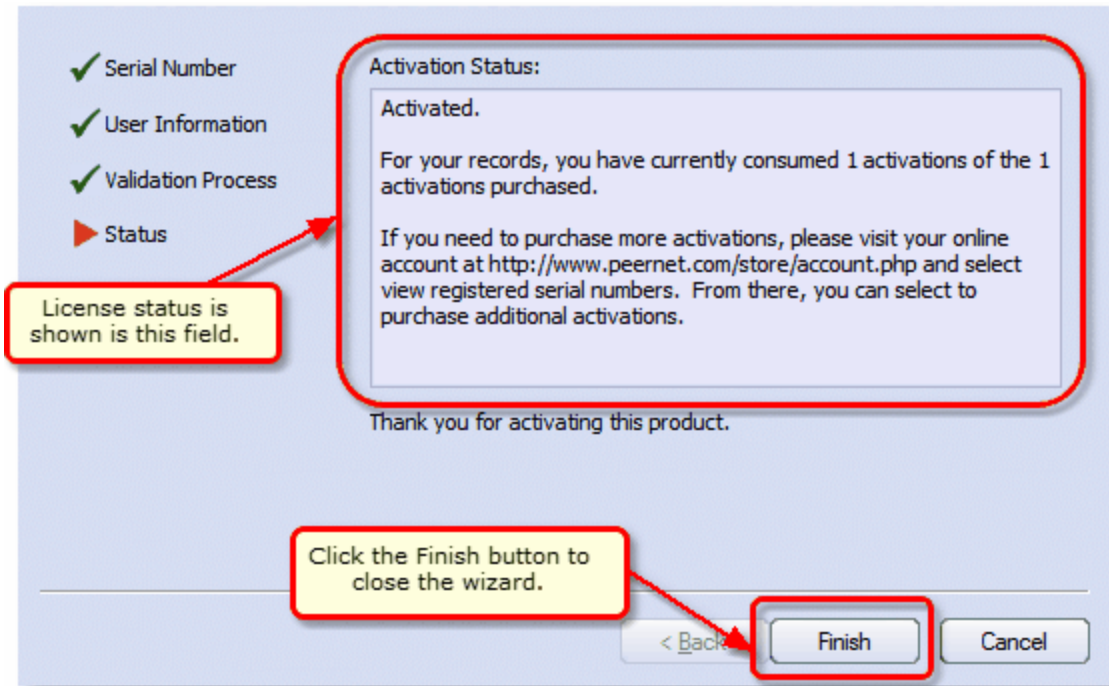 Serial Number
User Information
Validation Process
Status
License status is
shown is this field.
Activation Status:
Activated.
For your records, you have currently consumed 1 activations of the 1
activations purchased.
If you need to purchase more activations, please visit your online
account at http://www.peernet.com/store/account.php and select
view registered serial numbers.  From there, you can select to
purchase additional activations.
Thank you for activating this product.
Click the Finish button to
close the wizard.
< Back
Finish
Cancel